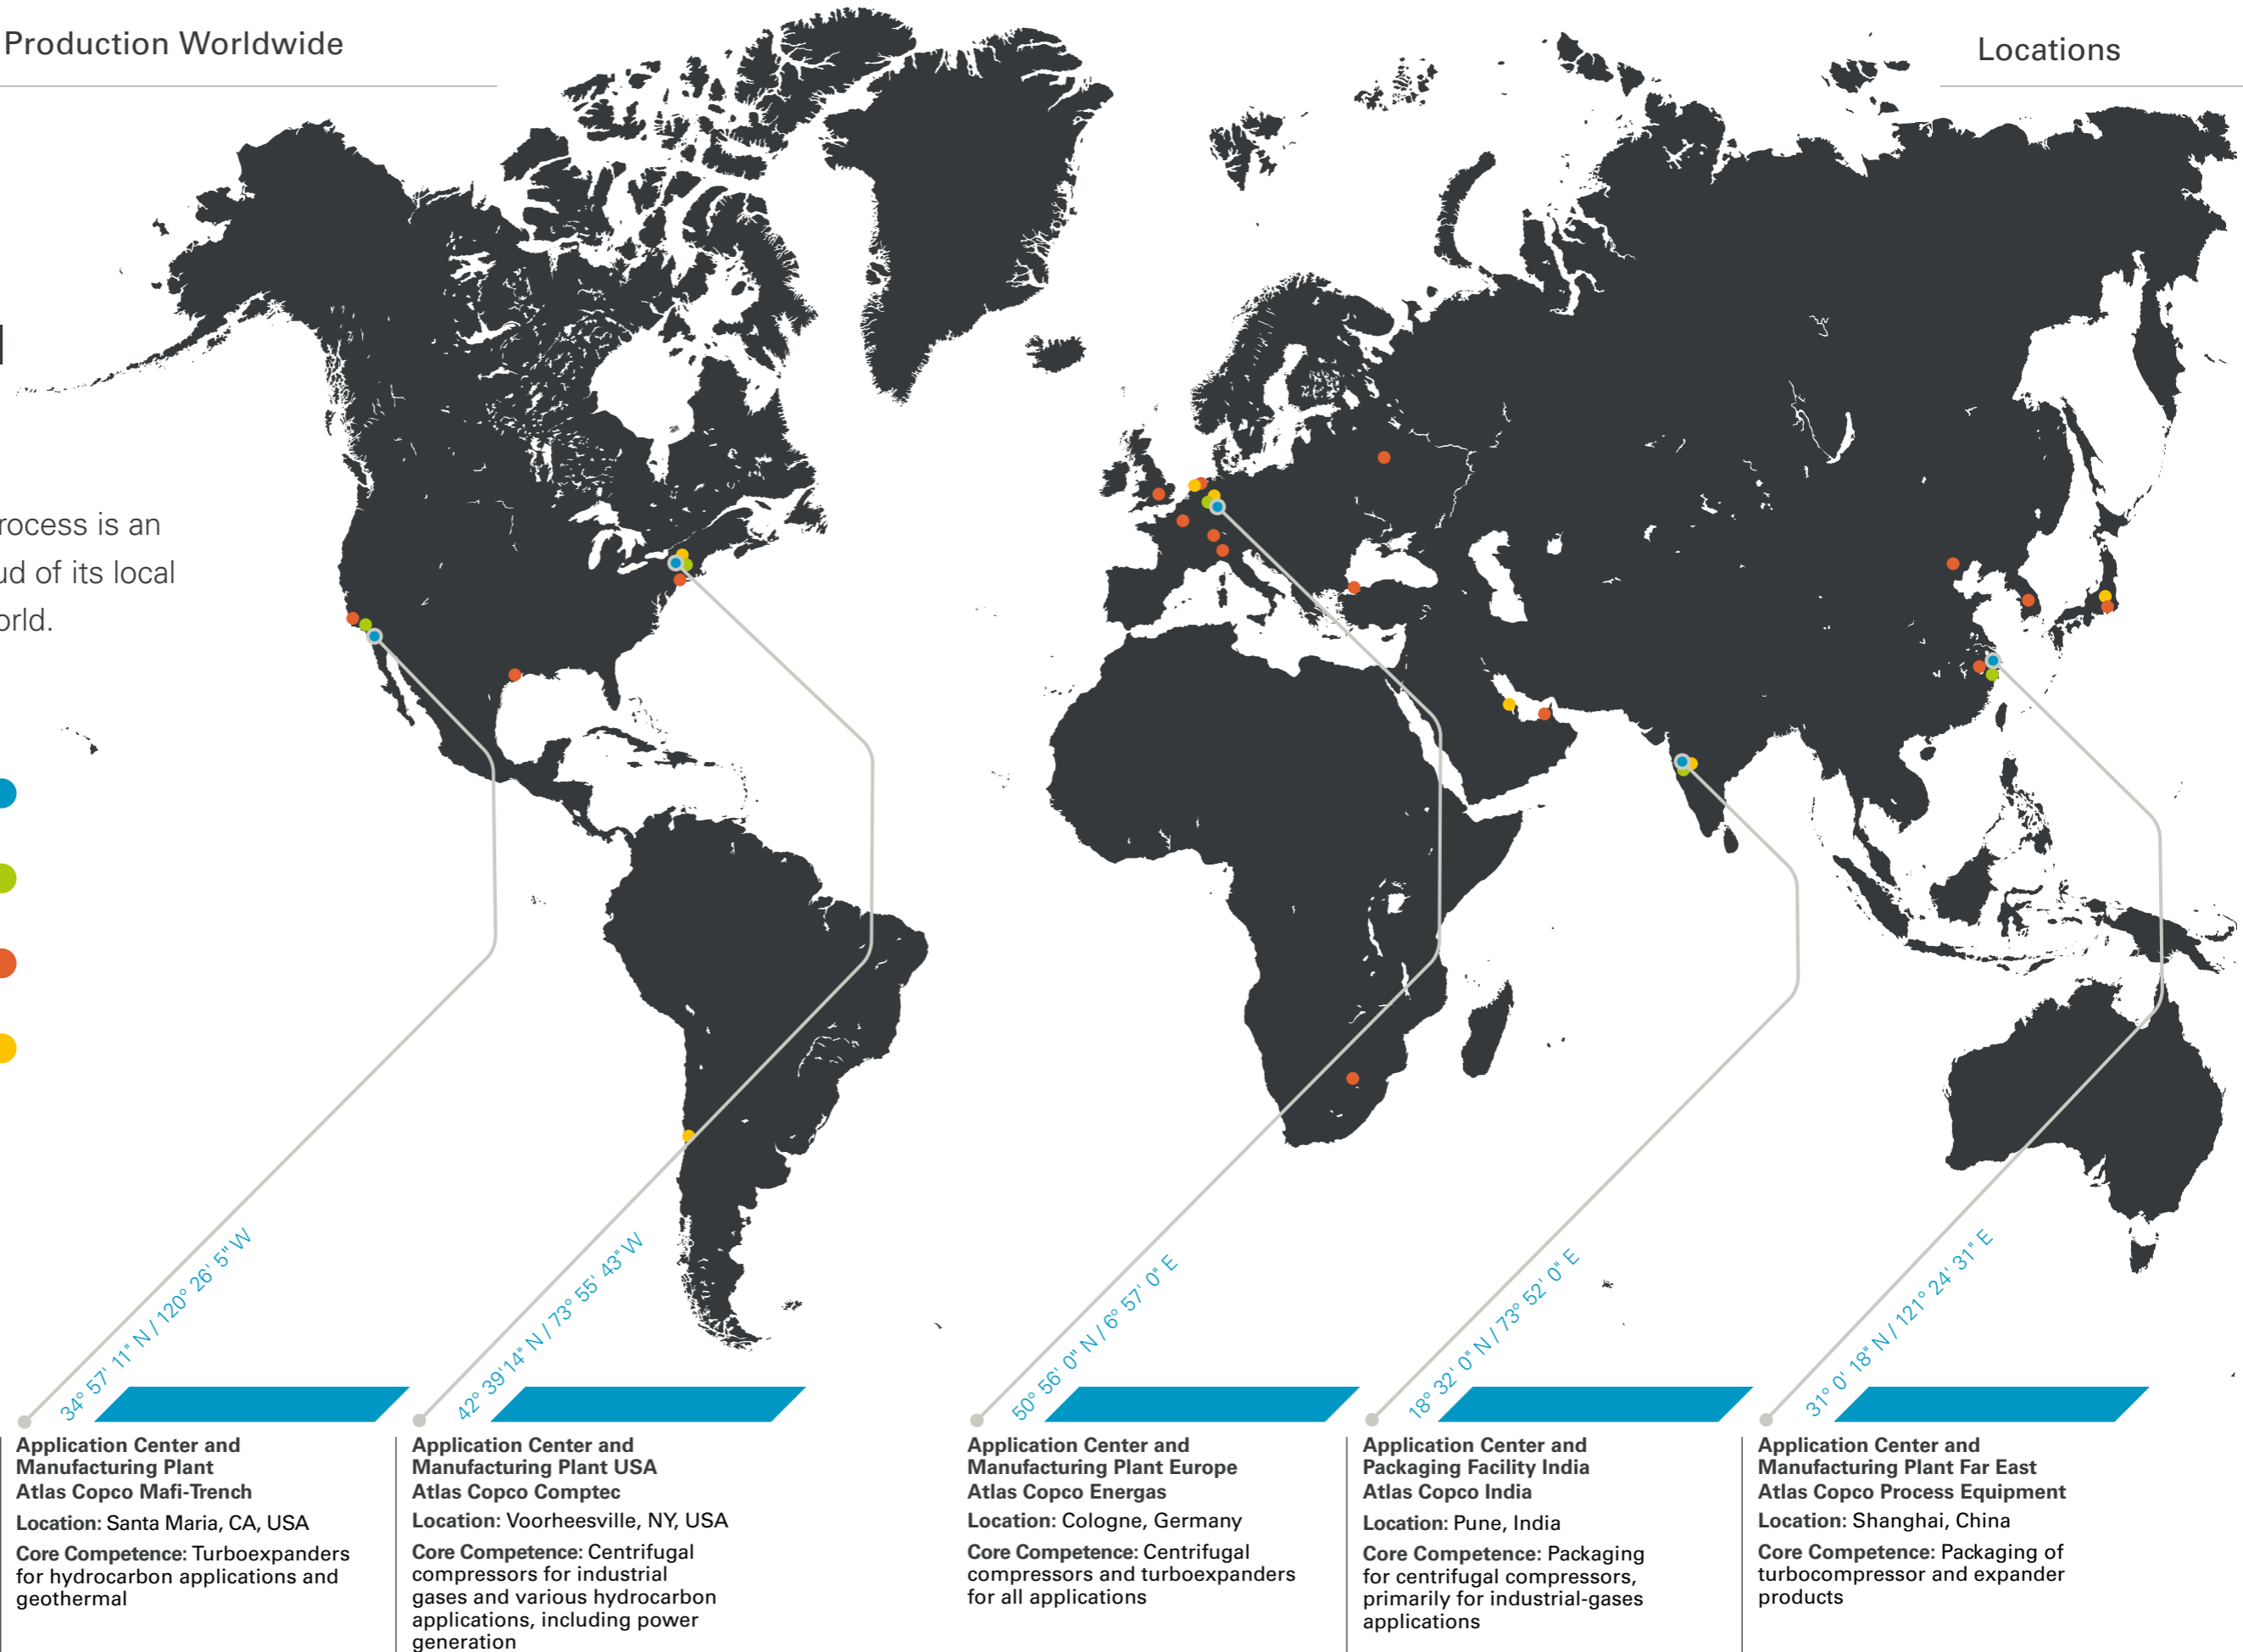 Production Worldwide
Locations
rocess is an
ud of its local
orld.
34° 57' 11" N / 120° 26' 5" W
42° 39'14" N / 73° 55' 43" W
50° 56' 0" N / 6° 57' 0" E
18° 32' 0" N / 73° 52' 0" E
31° 0' 18" N / 121° 24' 31" E
Application Center and
Manufacturing Plant
Atlas Copco Mafi-Trench
Location: Santa Maria, CA, USA
Core Competence: Turboexpanders
for hydrocarbon applications and
geothermal
Application Center and
Manufacturing Plant USA
Atlas Copco Comptec
Location: Voorheesville, NY, USA
Core Competence: Centrifugal
compressors for industrial
gases and various hydrocarbon
applications, including power
generation
Application Center and
Manufacturing Plant Europe
Atlas Copco Energas
Location: Cologne, Germany
Core Competence: Centrifugal
compressors and turboexpanders
for all applications
Application Center and
Packaging Facility India
Atlas Copco India
Location: Pune, India
Core Competence: Packaging
for centrifugal compressors,
primarily for industrial-gases
applications
Application Center and
Manufacturing Plant Far East
Atlas Copco Process Equipment
Location: Shanghai, China
Core Competence: Packaging of
turbocompressor and expander
products